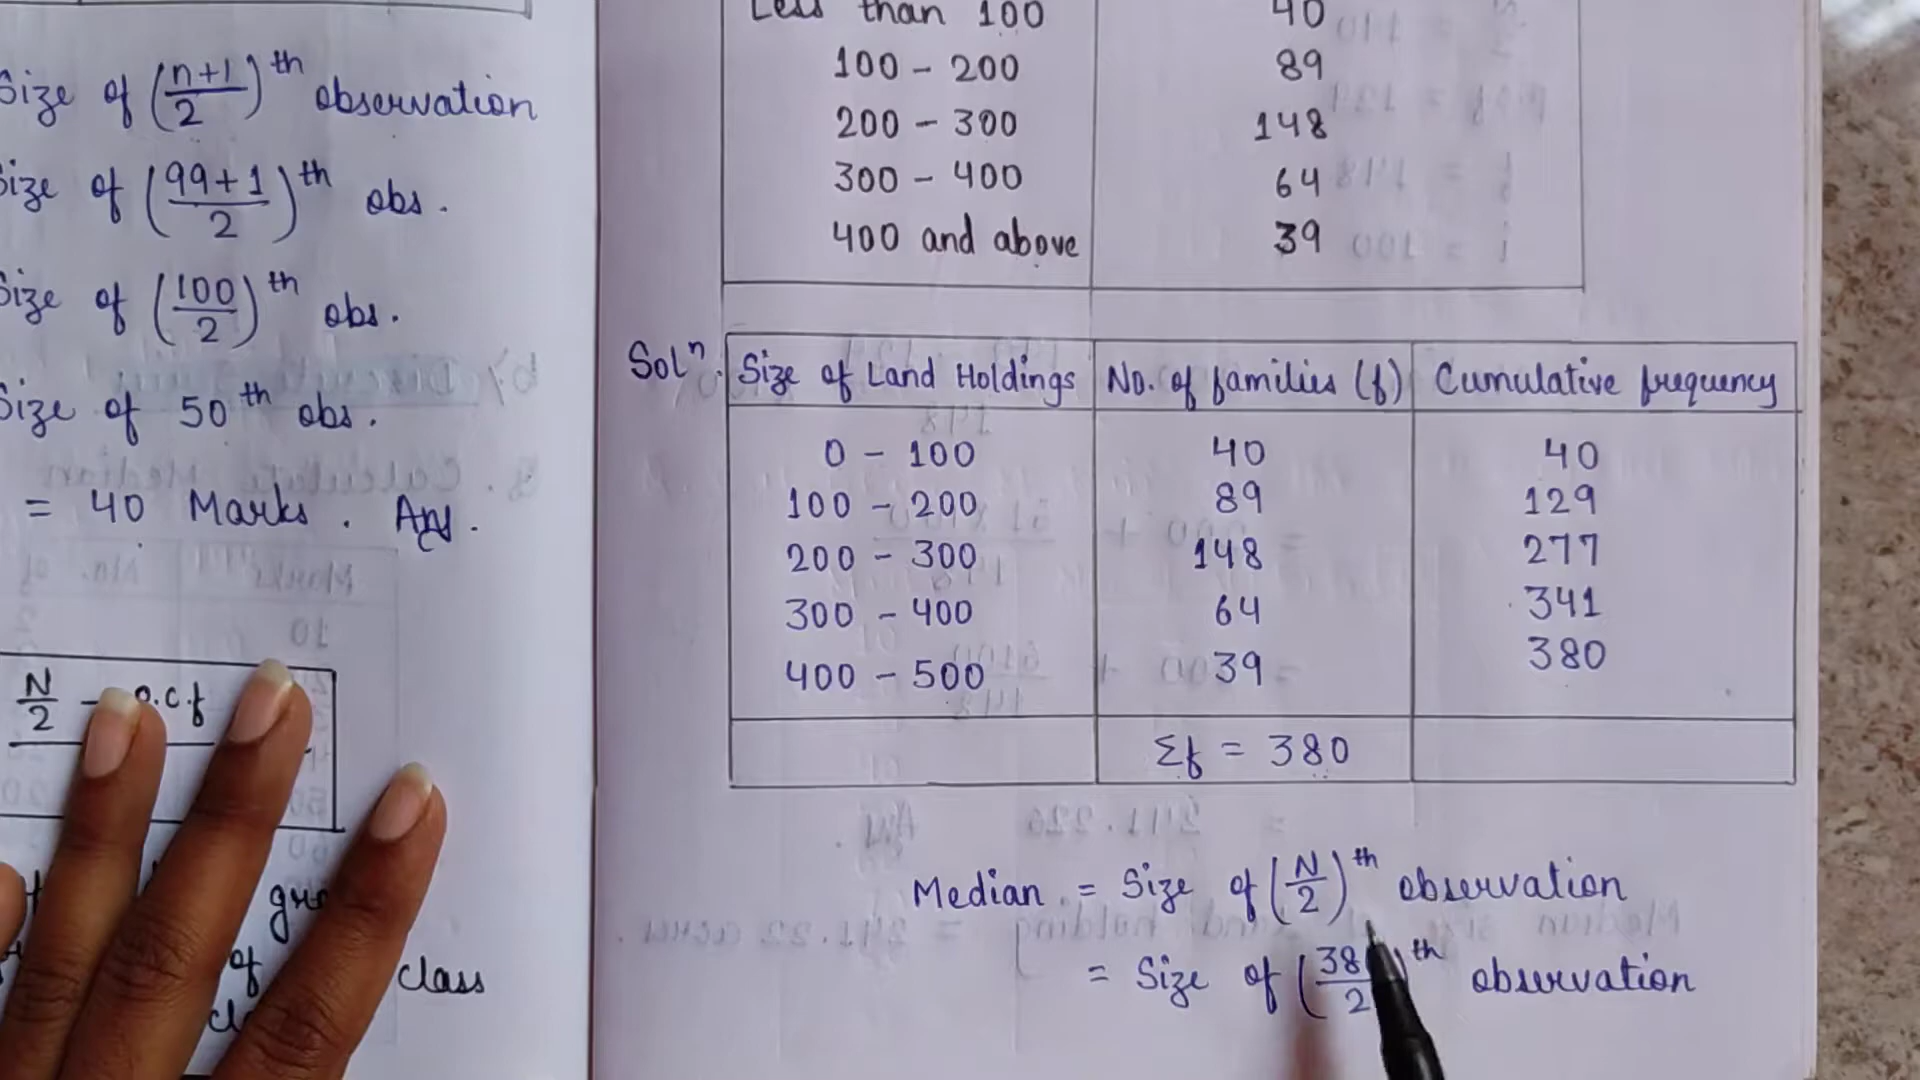 Size of (n+1/2)th observation
Size of (99+1/2)th obs.
Size of (100/2)th obs.
Size of 50th obs.
= 40 Marks. Ans.
N/2 - p.c.f
of class
Less than 100 40
100 - 200 89
200 - 300 148
300 - 400 64
400 and above 39
Solⁿ.
Size of Land Holdings No. of families (f) Cumulative frequency
0 - 100 40 40
100 - 200 89 129
200 - 300 148 277
300 - 400 64 341
400 - 500 39 380
Σf = 380
Median = Size of (N/2)th observation
= Size of (38 /2)th observation